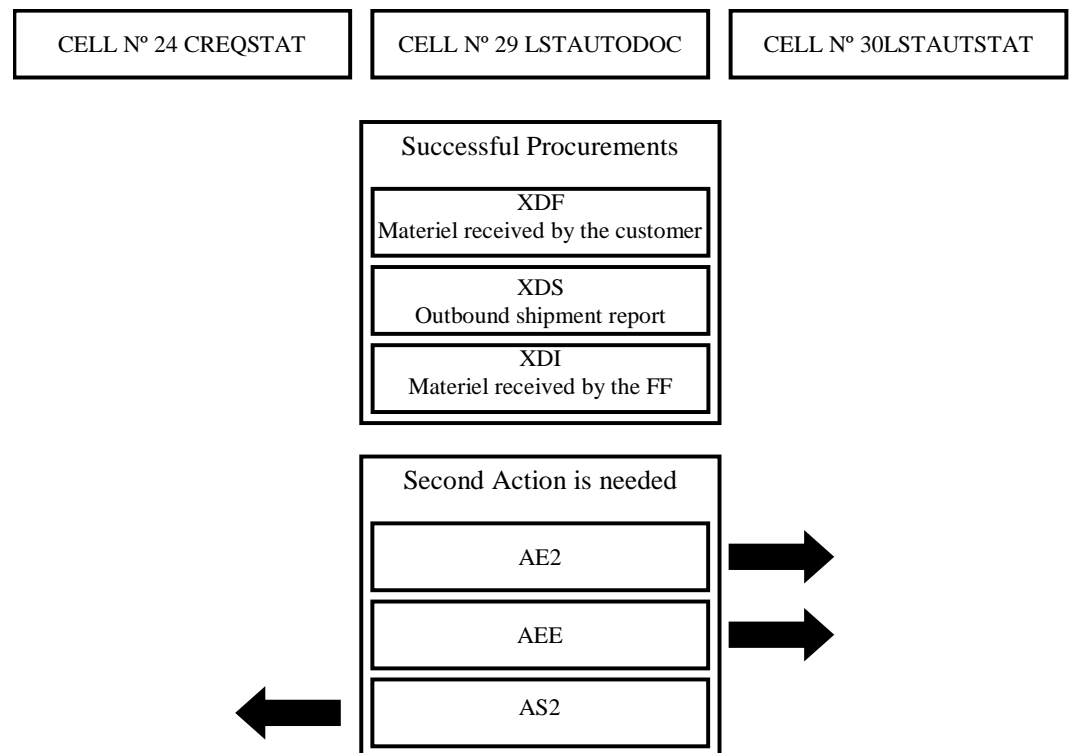 CELL Nº 24 CREQSTAT
CELL Nº 29 LSTAUTODOC
CELL Nº 30LSTAUTSTAT
Successful Procurements
XDF
Materiel received by the customer
XDS
Outbound shipment report
XDI
Materiel received by the FF
Second Action is needed
AE2
AEE
AS2